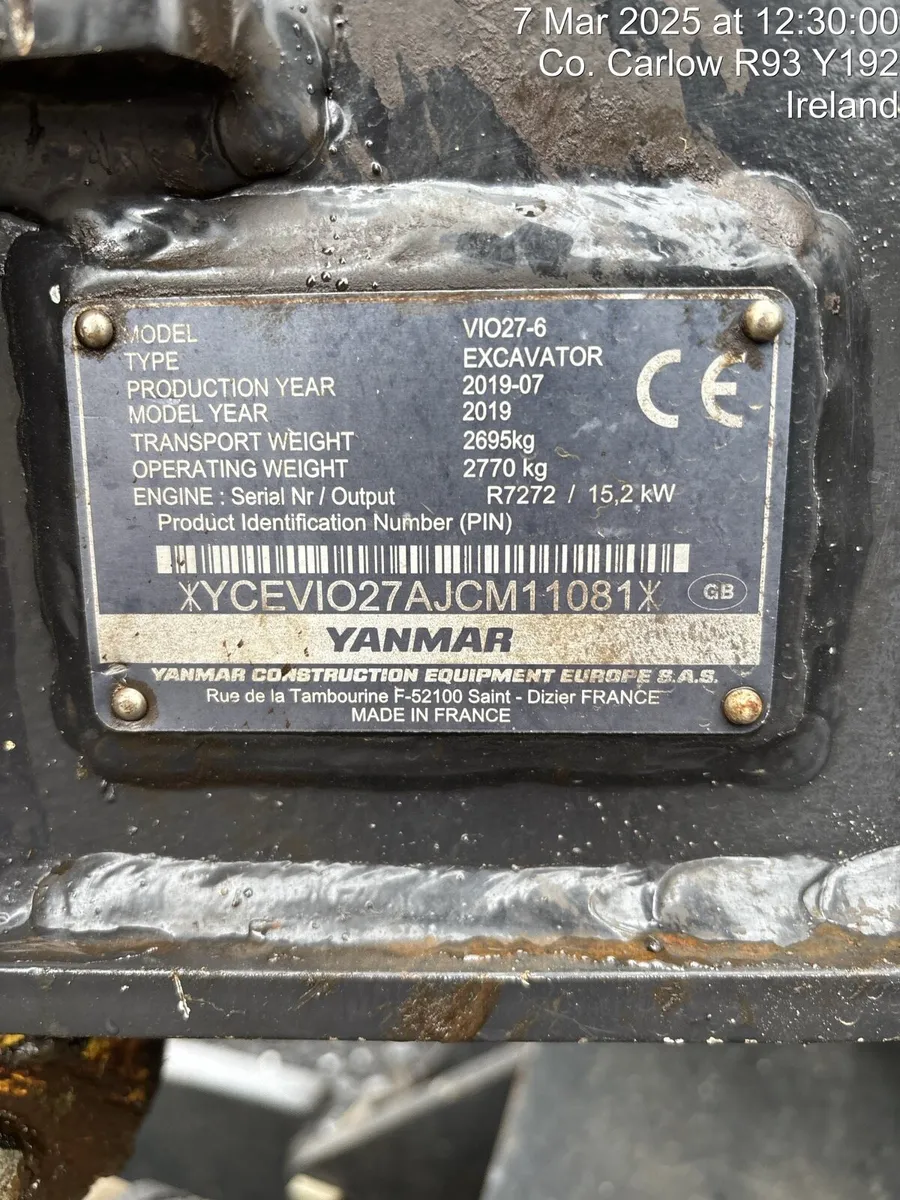 7 Mar 2025 at 12:30:00
Co. Carlow R93 Y192
Ireland
MODEL VIO27-6
TYPE EXCAVATOR
PRODUCTION YEAR 2019-07
MODEL YEAR 2019
TRANSPORT WEIGHT 2695kg
OPERATING WEIGHT 2770 kg
ENGINE : Serial Nr / Output R7272 / 15,2 kW
Product Identification Number (PIN)
CE
*YCEVIO27AJCM11081*
GB
YANMAR
YANMAR CONSTRUCTION EQUIPMENT EUROPE S.A.S.
Rue de la Tambourine F-52100 Saint - Dizier FRANCE
MADE IN FRANCE